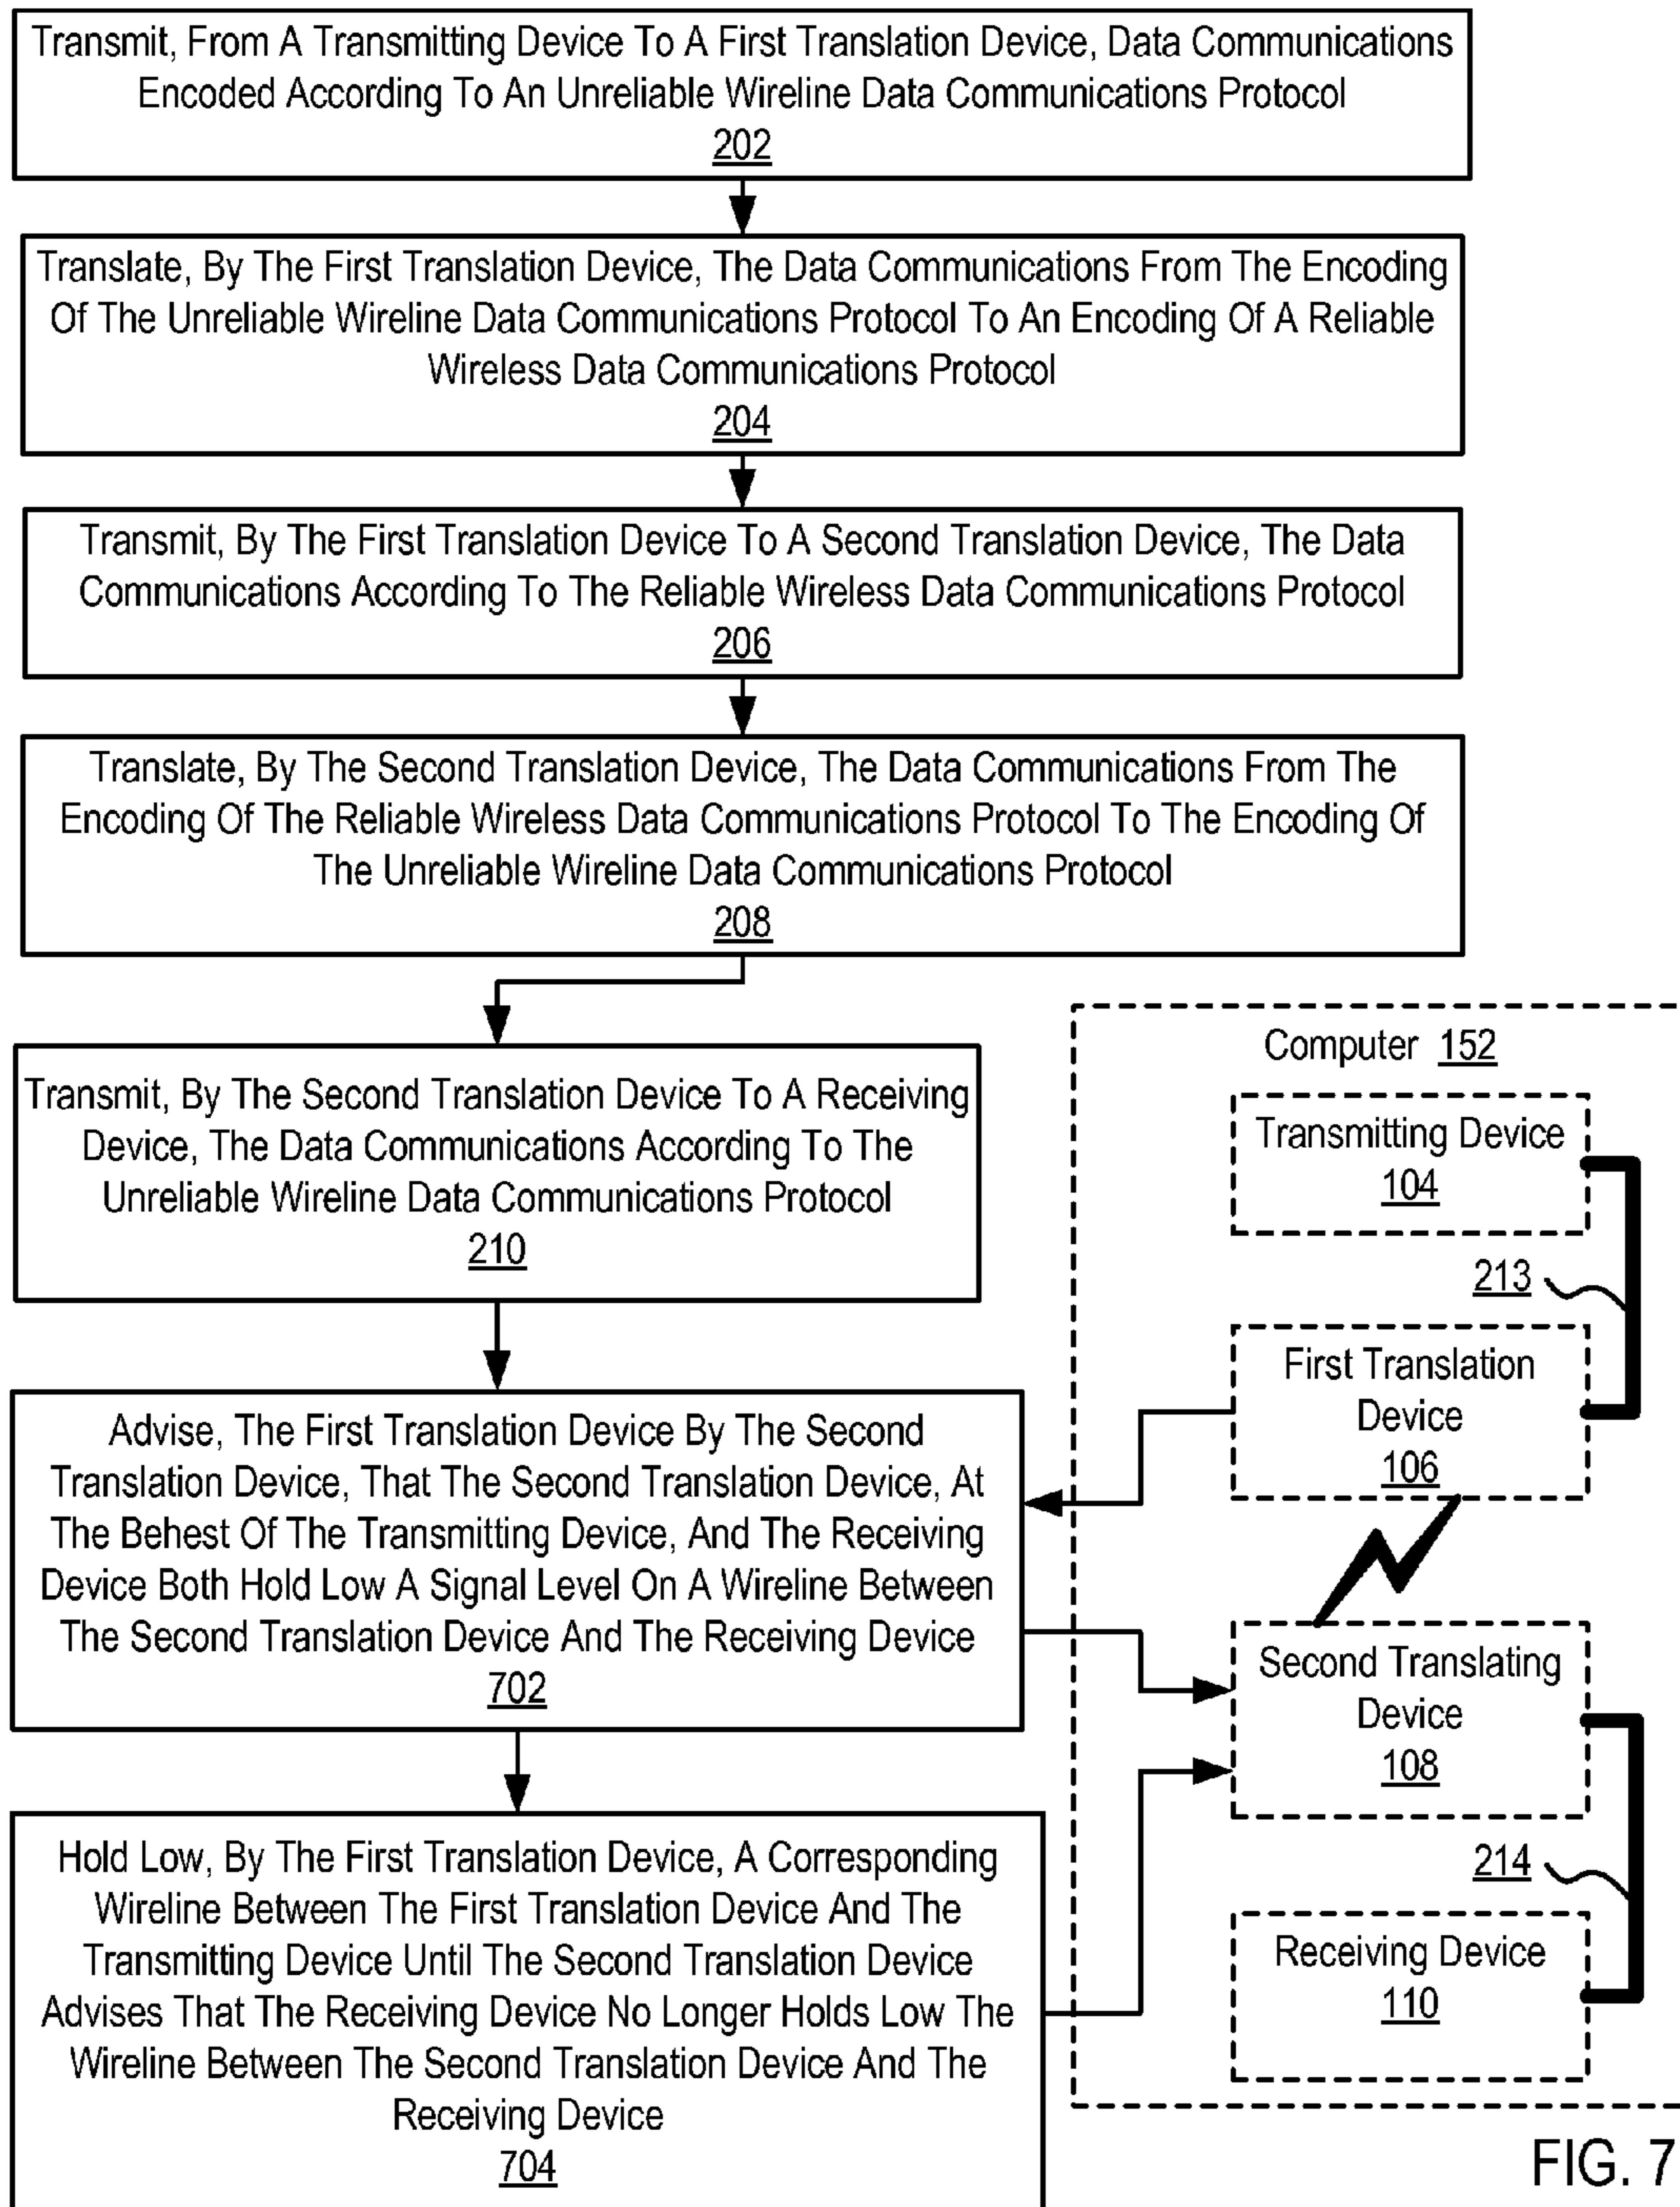 Transmit, From A Transmitting Device To A First Translation Device, Data Communications
Encoded According To An Unreliable Wireline Data Communications Protocol
202
Translate, By The First Translation Device, The Data Communications From The Encoding
Of The Unreliable Wireline Data Communications Protocol To An Encoding Of A Reliable
Wireless Data Communications Protocol
204
Transmit, By The First Translation Device To A Second Translation Device, The Data
Communications According To The Reliable Wireless Data Communications Protocol
206
Translate, By The Second Translation Device, The Data Communications From The
Encoding Of The Reliable Wireless Data Communications Protocol To The Encoding Of
The Unreliable Wireline Data Communications Protocol
208
Transmit, By The Second Translation Device To A Receiving
Device, The Data Communications According To The
Unreliable Wireline Data Communications Protocol
210
Advise, The First Translation Device By The Second
Translation Device, That The Second Translation Device, At
The Behest Of The Transmitting Device, And The Receiving
Device Both Hold Low A Signal Level On A Wireline Between
The Second Translation Device And The Receiving Device
702
Hold Low, By The First Translation Device, A Corresponding
Wireline Between The First Translation Device And The
Transmitting Device Until The Second Translation Device
Advises That The Receiving Device No Longer Holds Low The
Wireline Between The Second Translation Device And The
Receiving Device
704
Computer 152
Transmitting Device
104
213
First Translation
Device
106
Second Translating
Device
108
214
Receiving Device
110
FIG. 7